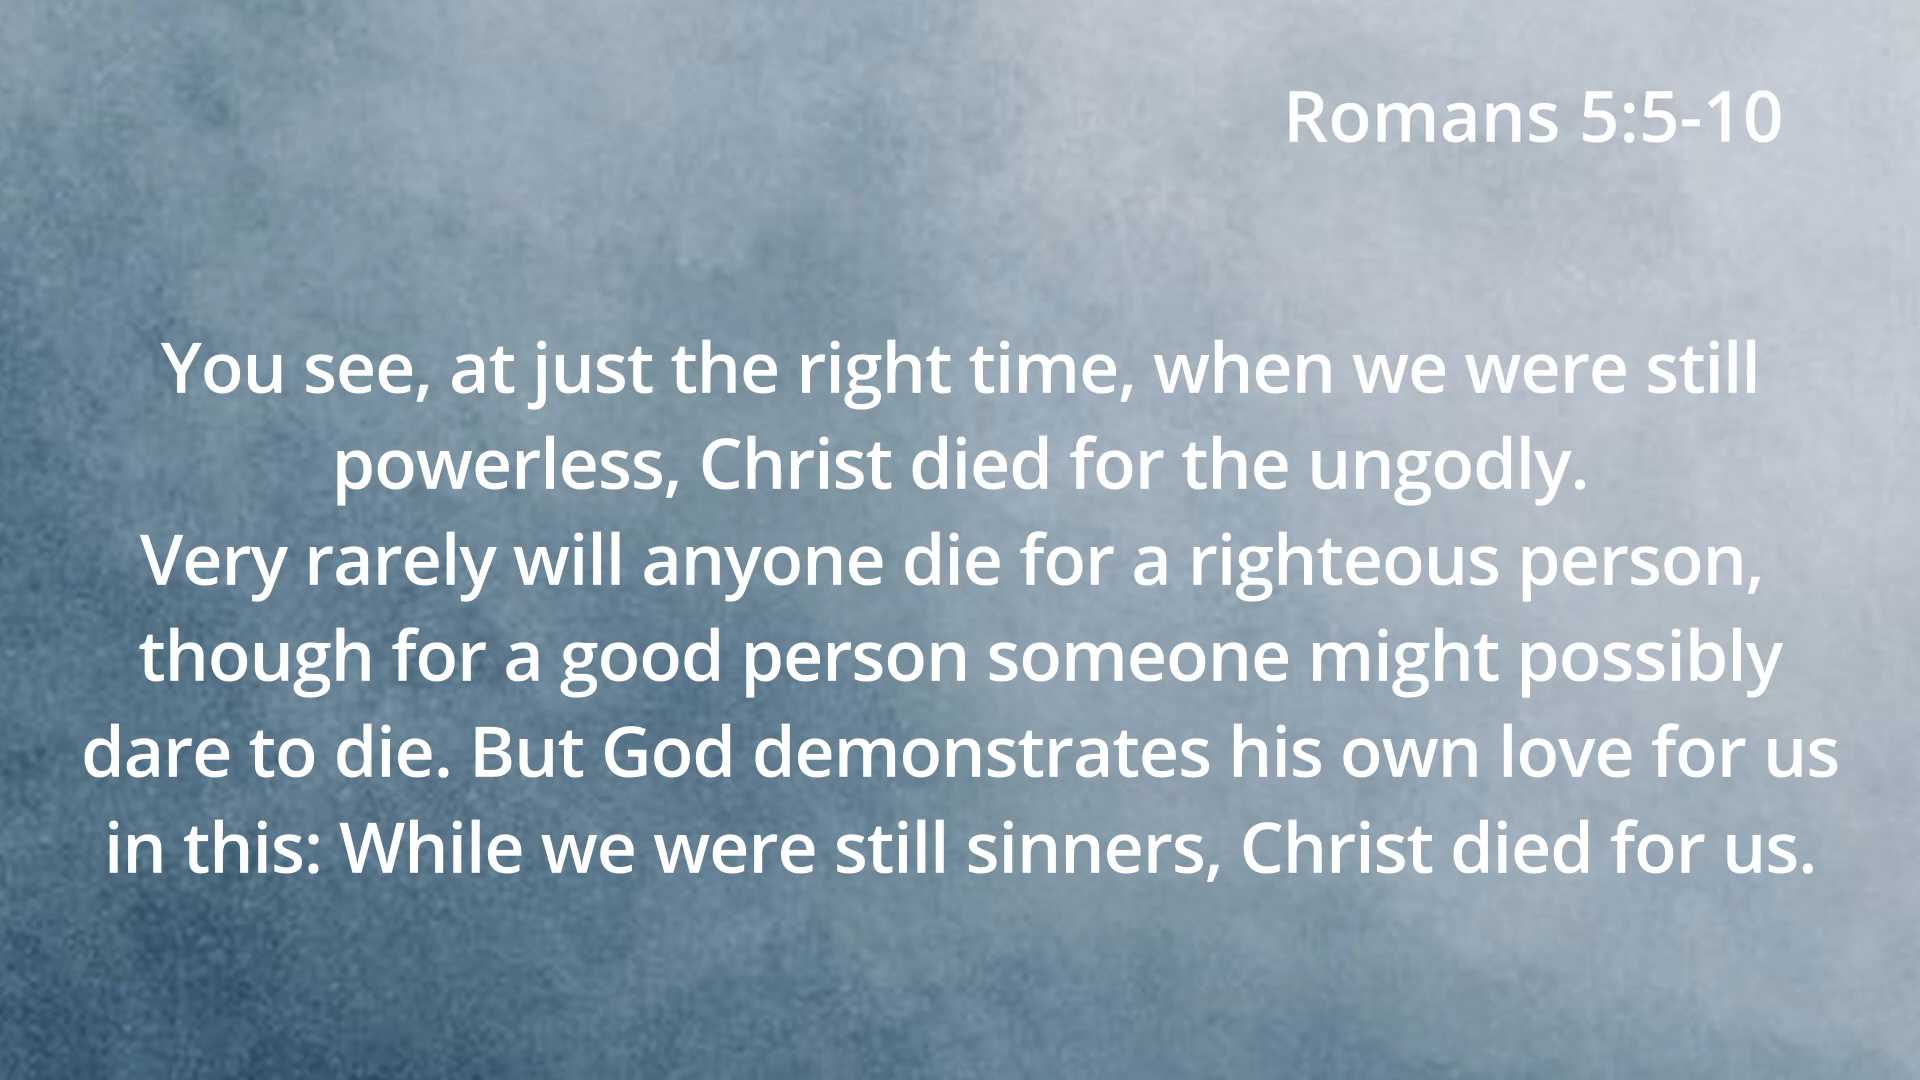 Romans 5:5-10
You see, at just the right time, when we were still
powerless, Christ died for the ungodly.
Very rarely will anyone die for a righteous person,
though for a good person someone might possibly
dare to die. But God demonstrates his own love for us
in this: While we were still sinners, Christ died for us.